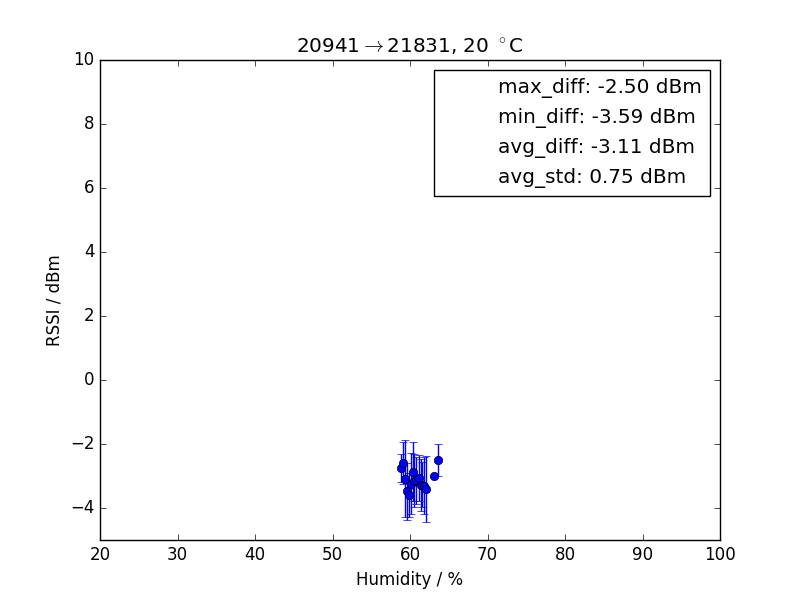 20941→21831, 20 °C
max_diff: -2.50 dBm
min_diff: -3.59 dBm
avg_diff: -3.11 dBm
avg_std: 0.75 dBm
10
8
6
4
2
0
−2
−4
RSSI / dBm
20 30 40 50 60 70 80 90 100
Humidity / %